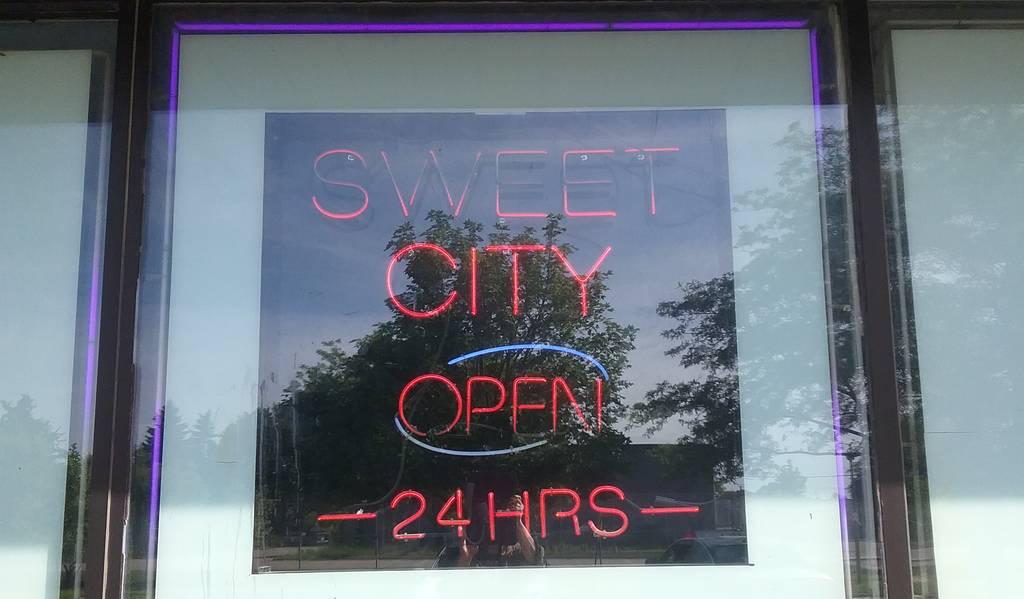 SWEET
CITY
OPEN
-24HRS-